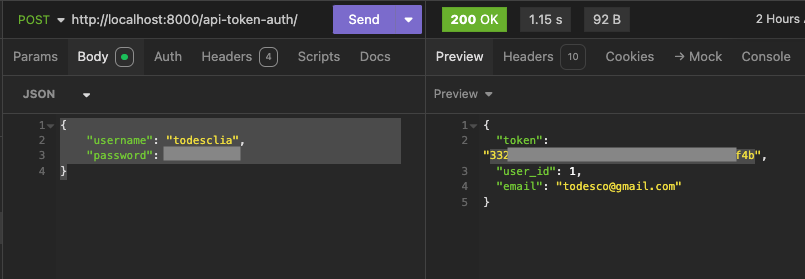 POST http://localhost:8000/api-token-auth/ Send 200 OK 1.15 s 92 B 2 Hours
Params Body Auth Headers 4 Scripts Docs Preview Headers 10 Cookies → Mock Console
JSON Preview
1 {
2 "username": "todesclia",
3 "password":
4 }
1 {
2 "token":
"332 f4b",
3 "user_id": 1,
4 "email": "todesco@gmail.com"
5 }